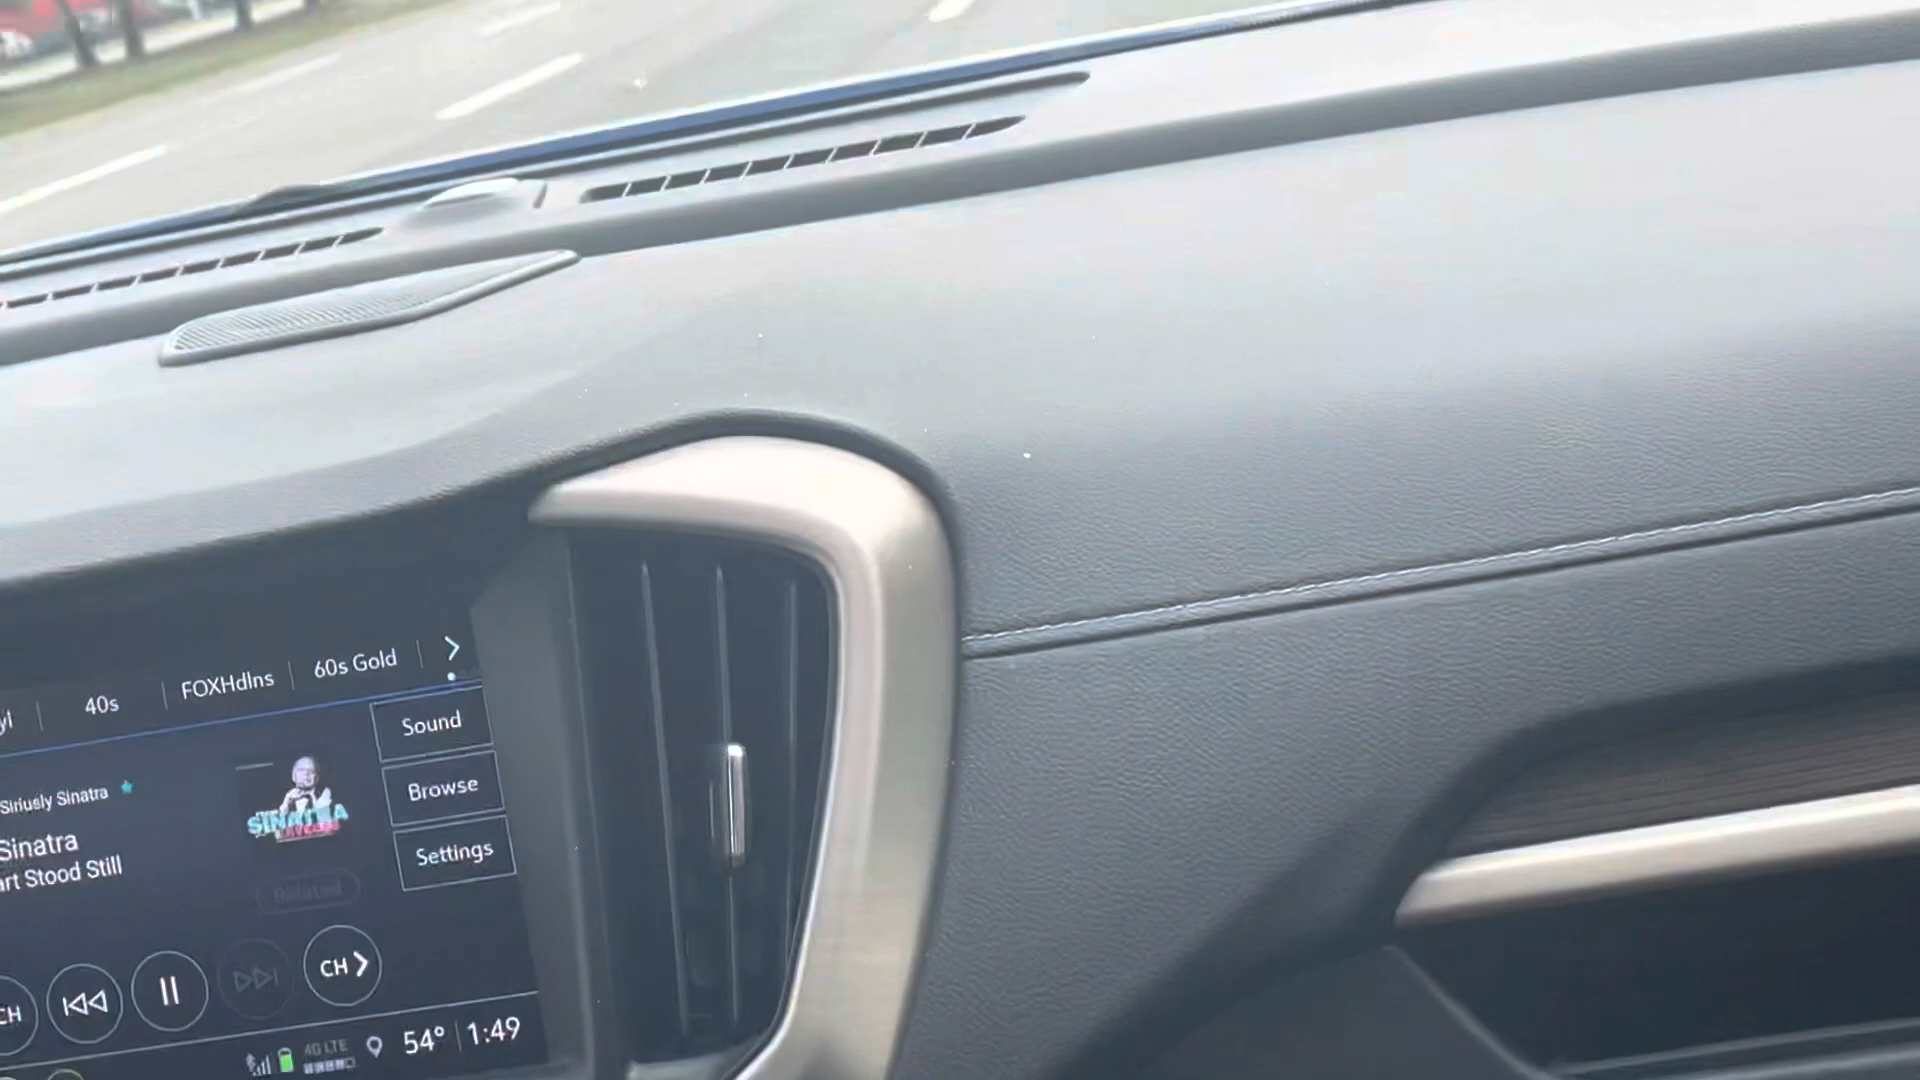 yl
40s
FOXHdlns
60s Gold
Sound
Siriusly Sinatra
SINATRA
Browse
Sinatra
art Stood Still
Settings
CH
CH
4G LTE
54°
1:49